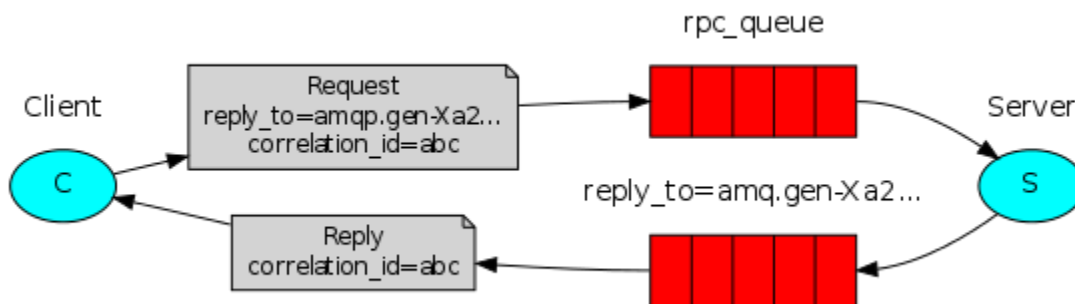 rpc_queue
Client
Request
reply_to=amqp.gen-Xa2...
correlation_id=abc
Server
C
S
reply_to=amq.gen-Xa2...
Reply
correlation_id=abc